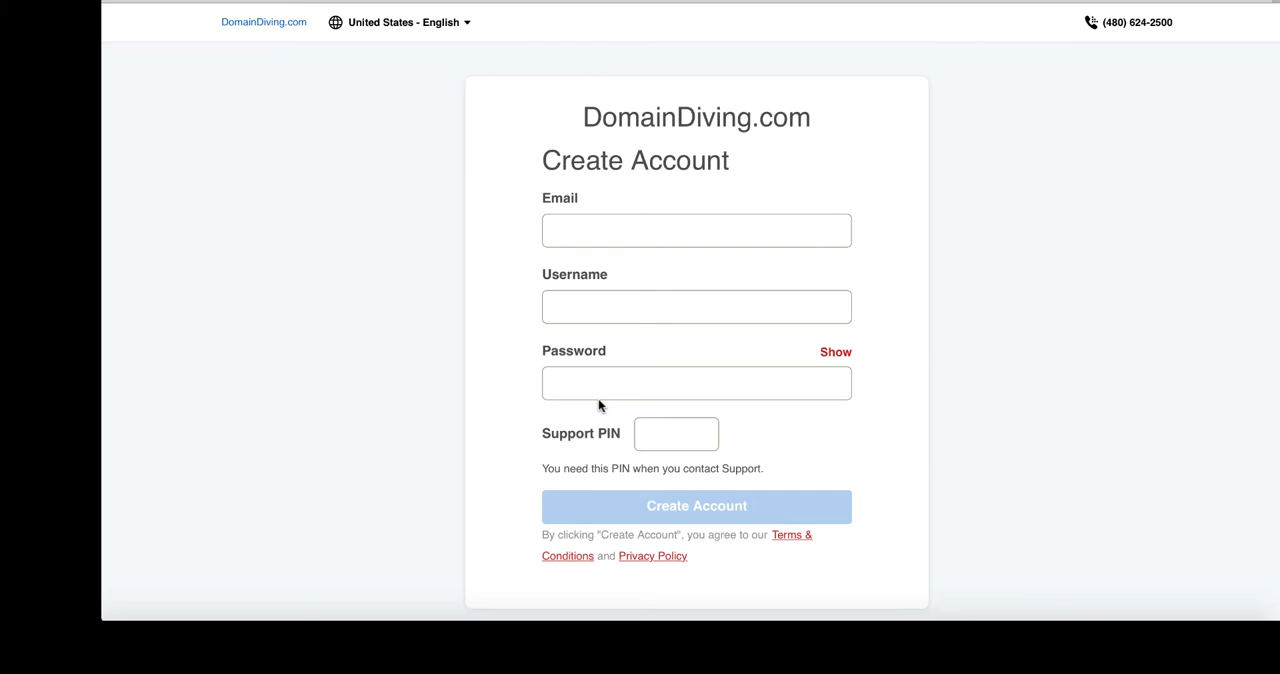 DomainDiving.com United States - English (480) 624-2500
DomainDiving.com
Create Account
Email
Username
Password Show
Support PIN
You need this PIN when you contact Support.
Create Account
By clicking "Create Account", you agree to our Terms &
Conditions and Privacy Policy